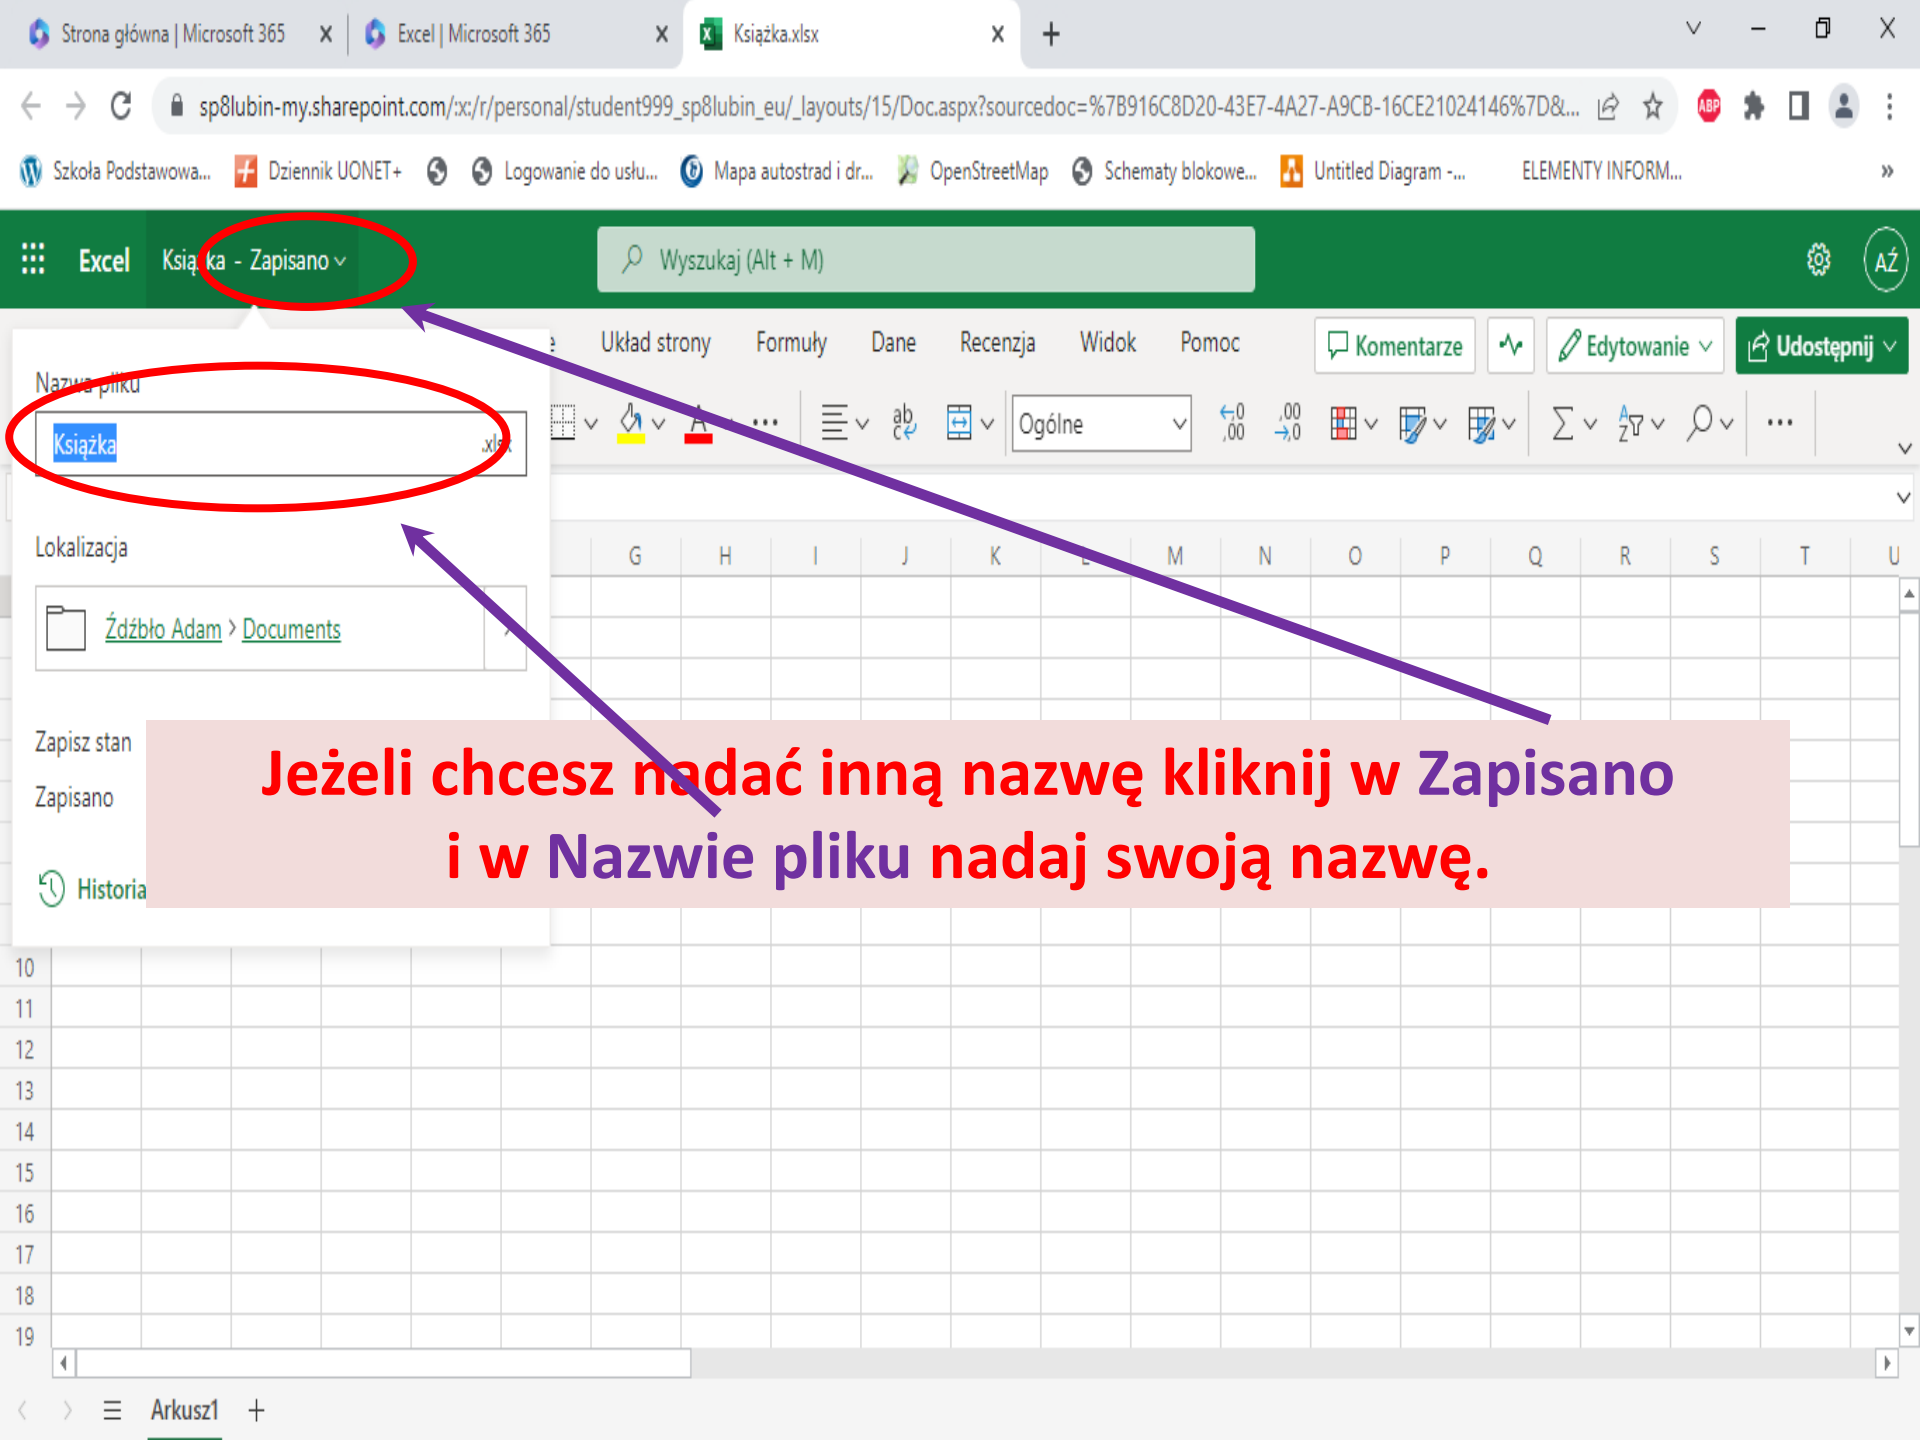 Strona główna | Microsoft 365
Excel | Microsoft 365
Książka.xlsx
sp8lubin-my.sharepoint.com/:x:/r/personal/student999_sp8lubin_eu/_layouts/15/Doc.aspx?sourcedoc=%7B916C8D20-43E7-4A27-A9CB-16CE21024146%7D&...
ABP
Szkoła Podstawowa...
Dziennik UONET+
Logowanie do usłu...
Mapa autostrad i dr...
OpenStreetMap
Schematy blokowe...
Untitled Diagram -...
ELEMENTY INFORM...
»
Excel
Książka - Zapisano
Wyszukaj (Alt + M)
AŹ
Układ strony
Formuły
Dane
Recenzja
Widok
Pomoc
Komentarze
Edytowanie
Udostępnij
Nazwa pliku
Książka
.xlsx
Ogólne
Lokalizacja
G H I J K L M N O P Q R S T U
Źdźbło Adam > Documents
Zapisz stan
Zapisano
Historia
Jeżeli chcesz nadać inną nazwę kliknij w Zapisano
i w Nazwie pliku nadaj swoją nazwę.
10
11
12
13
14
15
16
17
18
19
Arkusz1